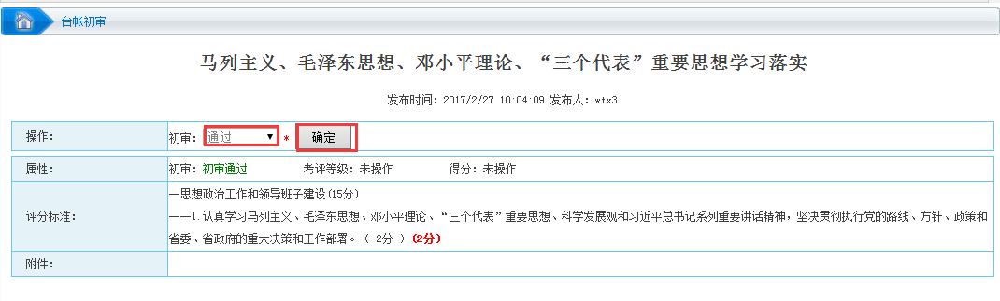 台帐初审
马列主义、毛泽东思想、邓小平理论、“三个代表”重要思想学习落实
发布时间：2017/2/27 10:04:09 发布人：wtx3
操作： 初审： 通过 * 确定
属性： 初审：初审通过 考评等级：未操作 得分：未操作
一思想政治工作和领导班子建设(15分)
评分标准： 一一1.认真学习马列主义、毛泽东思想、邓小平理论、“三个代表”重要思想、科学发展观和习近平总书记系列重要讲话精神，坚决贯彻执行党的路线、方针、政策和
省委、省政府的重大决策和工作部署。（ 2分 ）(2分)
附件：